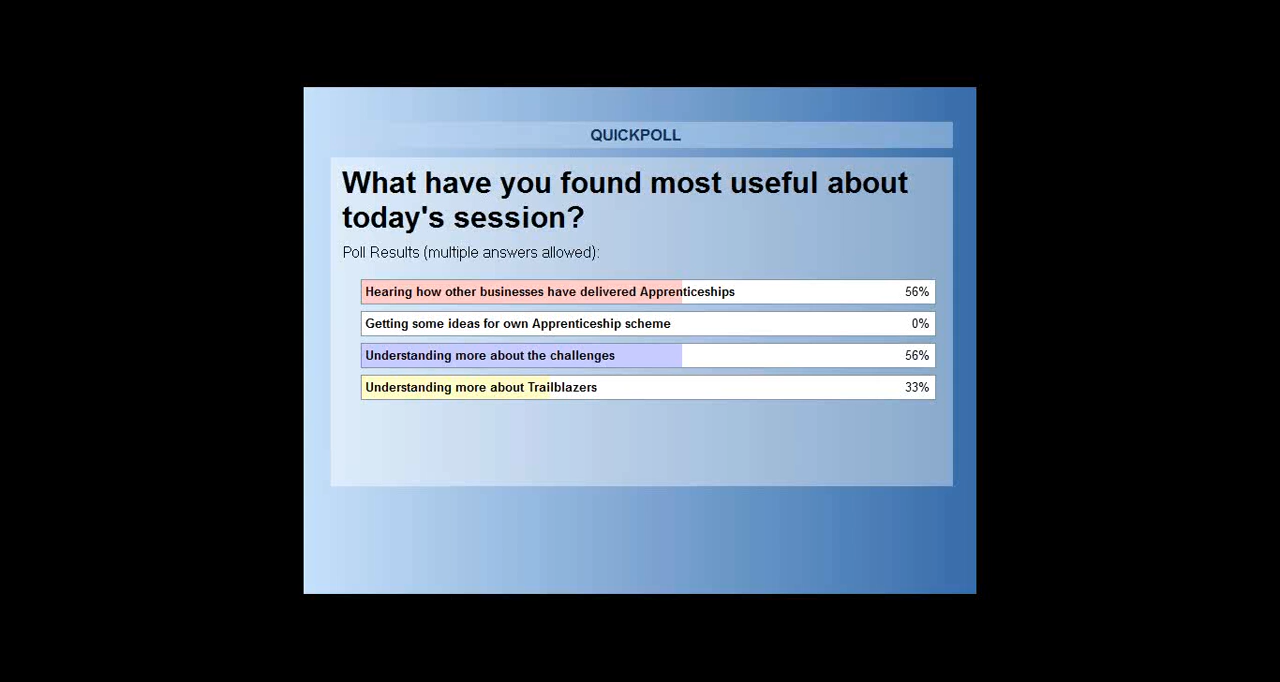 QUICKPOLL
What have you found most useful about
today's session?
Poll Results (multiple answers allowed):
Hearing how other businesses have delivered Apprenticeships 56%
Getting some ideas for own Apprenticeship scheme 0%
Understanding more about the challenges 56%
Understanding more about Trailblazers 33%